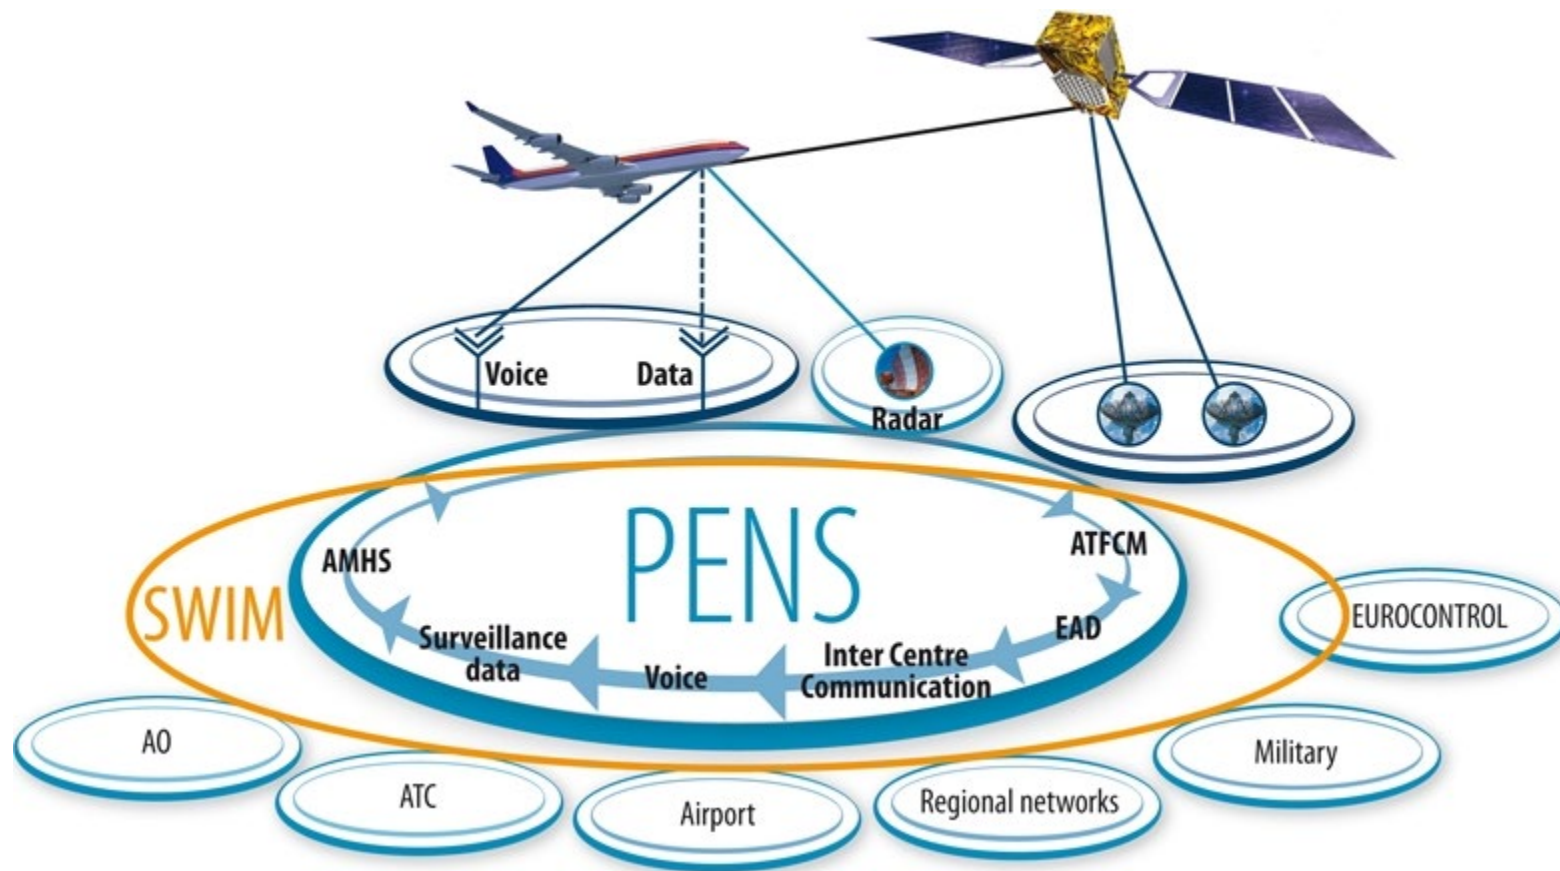 Voice
Data
Radar
PENS
AMHS
ATFCM
SWIM
EUROCONTROL
EAD
Surveillance
data
Voice
Inter Centre
Communication
AO
ATC
Airport
Regional networks
Military